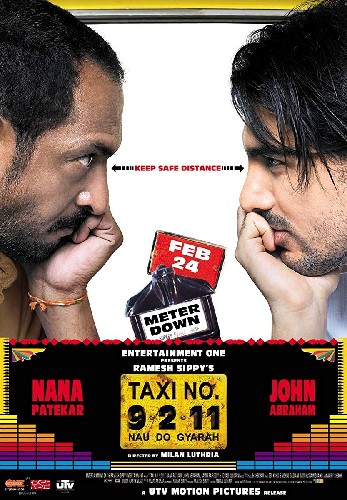 KEEP SAFE DISTANCE
FEB
24
METER
DOWN
ENTERTAINMENT ONE
PRESENTS
RAMESH SIPPY'S
NANA
PATEKAR
TAXI NO.
9-2-11
NAU DO GYARAH
JOHN
ABRAHAM
DIRECTED BY MILAN LUTHRIA
UTV
A UTV MOTION PICTURES RELEASE